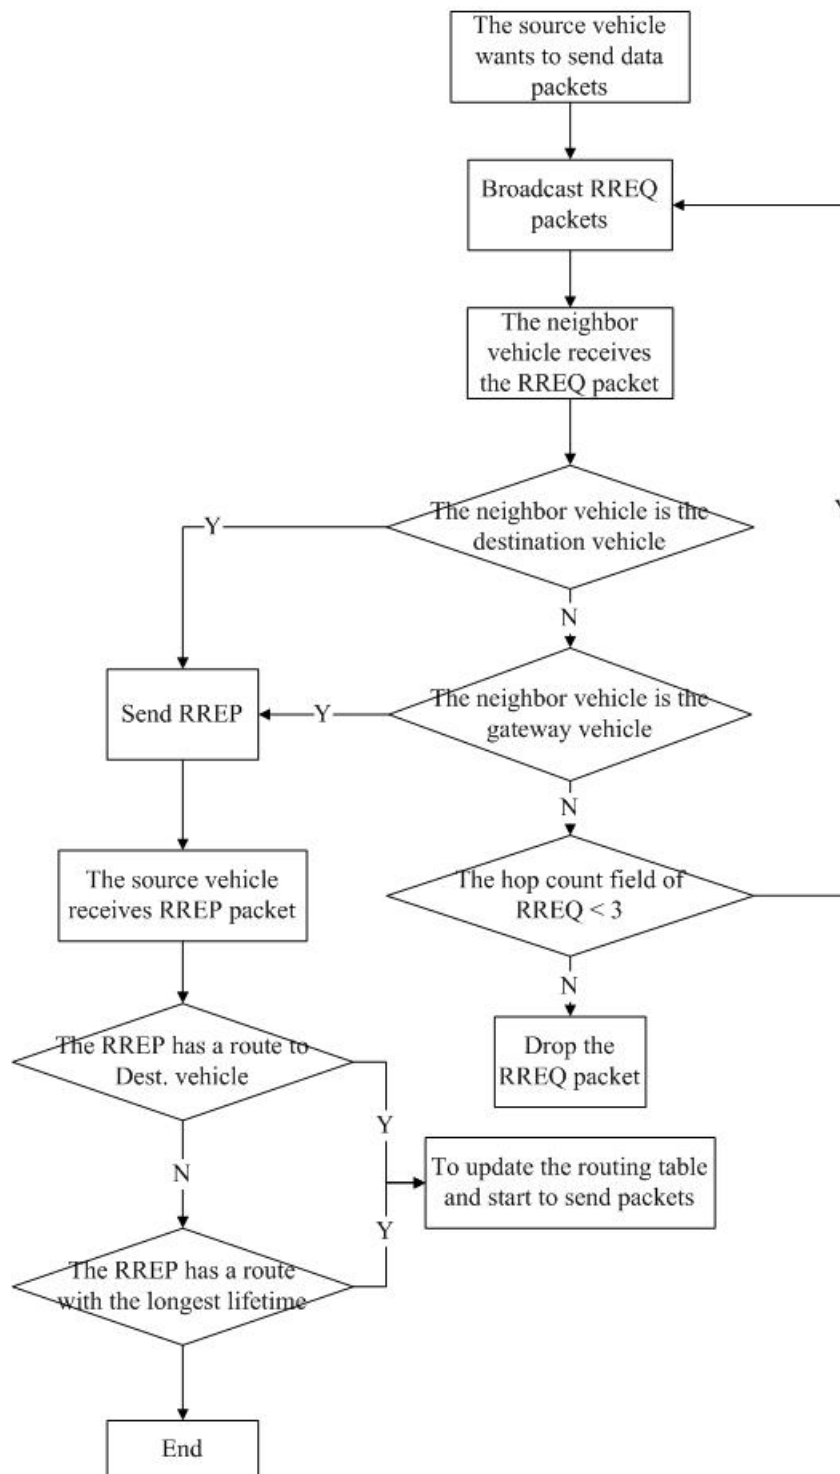 The source vehicle
wants to send data
packets
Broadcast RREQ
packets
The neighbor
vehicle receives
the RREQ packet
The neighbor vehicle is the
destination vehicle
Y
Y
N
Send RREP
Y
The neighbor vehicle is the
gateway vehicle
N
The source vehicle
receives RREP packet
The hop count field of
RREQ < 3
N
Drop the
RREQ packet
The RREP has a route to
Dest. vehicle
Y
N
To update the routing table
and start to send packets
Y
The RREP has a route
with the longest lifetime
End